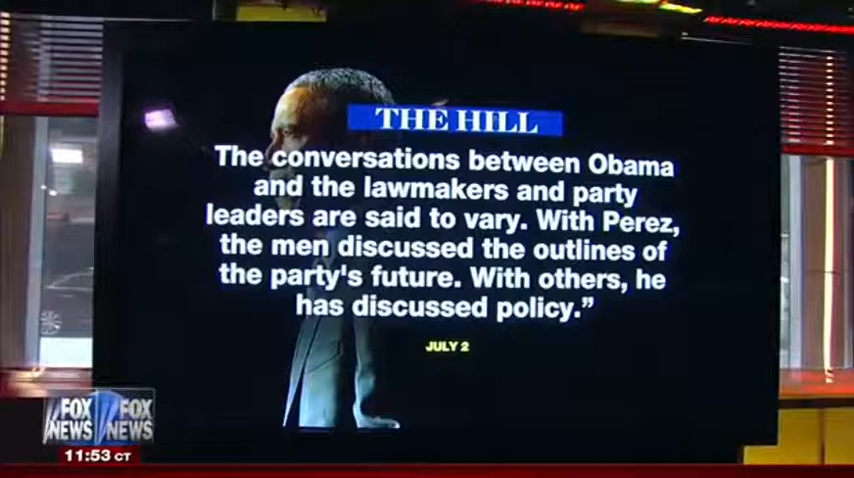 THE HILL
The conversations between Obama
and the lawmakers and party
leaders are said to vary. With Perez,
the men discussed the outlines of
the party's future. With others, he
has discussed policy.”
JULY 2
FOX FOX
NEWS NEWS
11:53 CT